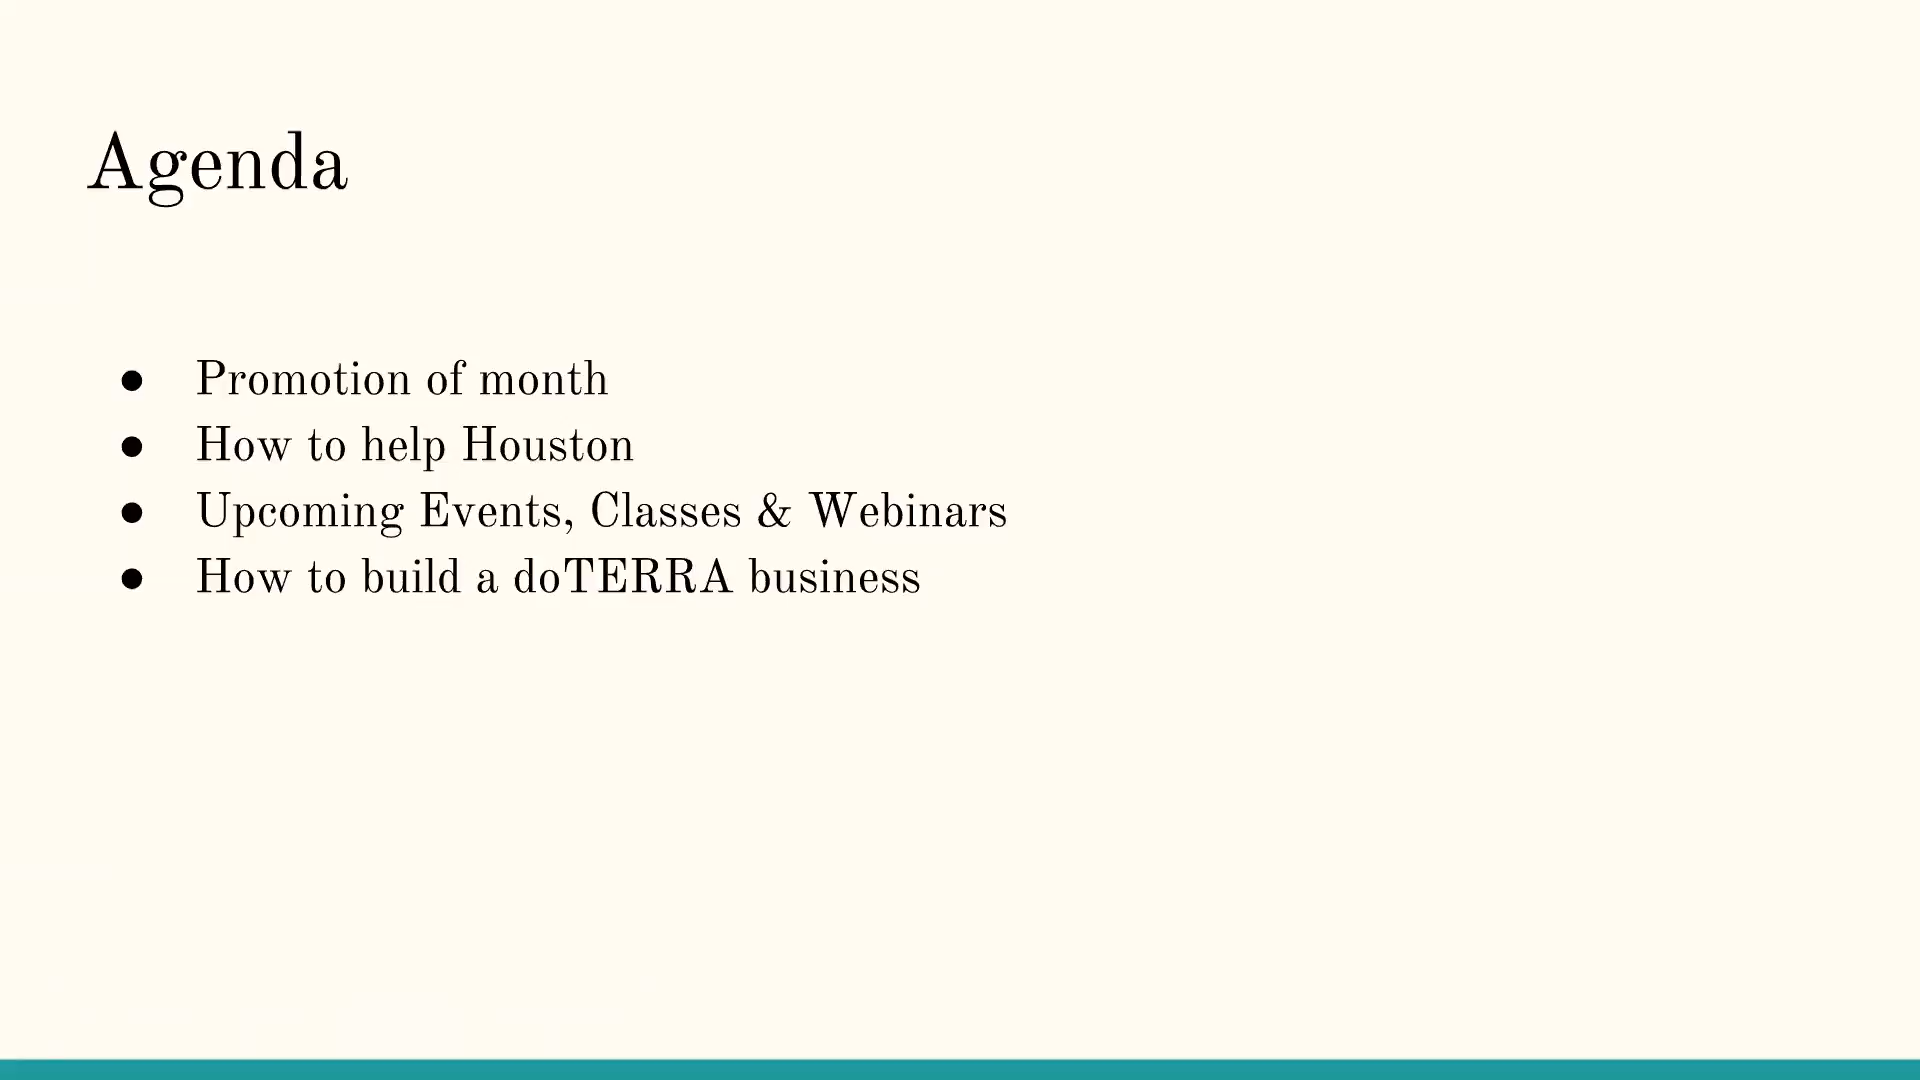 Agenda
● Promotion of month
● How to help Houston
● Upcoming Events, Classes & Webinars
● How to build a doTERRA business